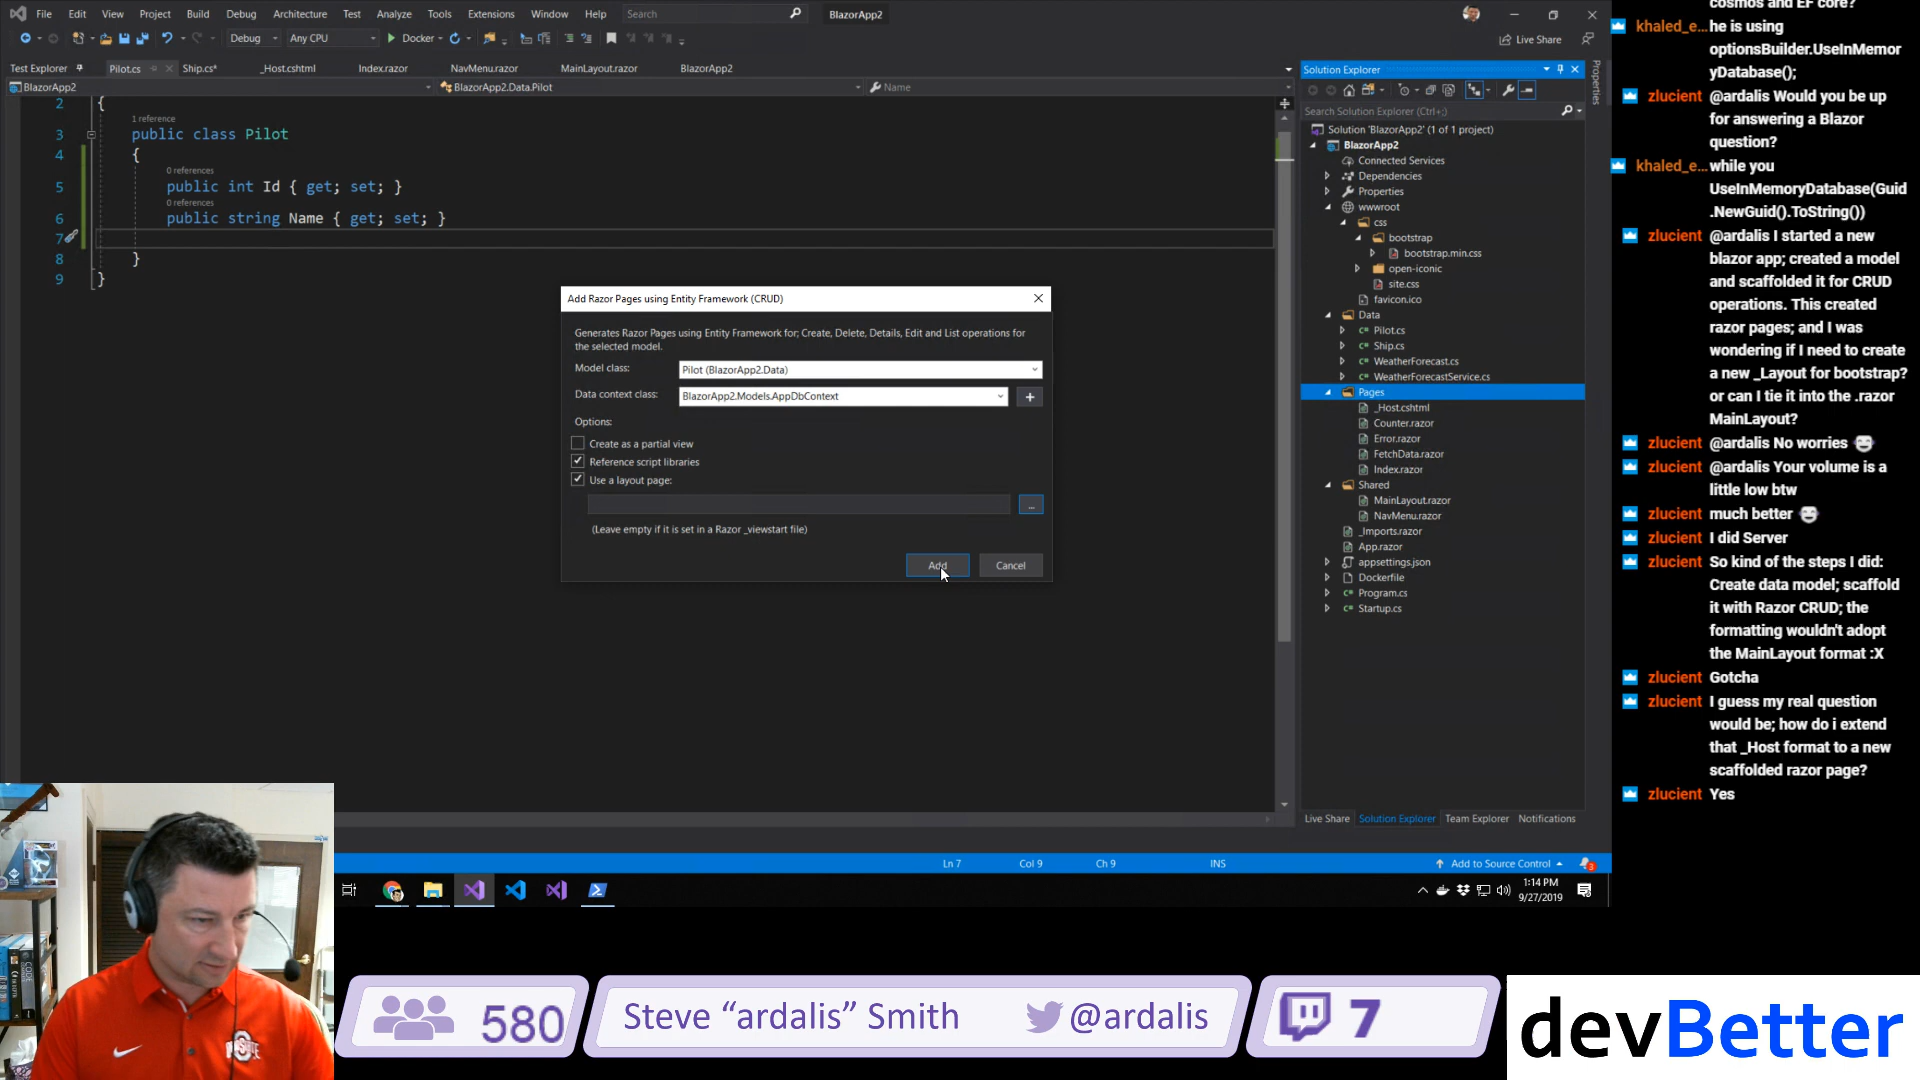 File Edit View Project Build Debug Architecture Test Analyze Tools Extensions Window Help Search BlazorApp2
Debug Any CPU Docker Live Share
Test Explorer Pilot.cs Ship.cs* _Host.cshtml Index.razor NavMenu.razor MainLayout.razor BlazorApp2
BlazorApp2 BlazorApp2.Data.Pilot Name
2 {
1 reference
3 public class Pilot
4 {
0 references
5 public int Id { get; set; }
0 references
6 public string Name { get; set; }
7
8 }
9 }
Add Razor Pages using Entity Framework (CRUD)
Generates Razor Pages using Entity Framework for; Create, Delete, Details, Edit and List operations for
the selected model.
Model class: Pilot (BlazorApp2.Data)
Data context class: BlazorApp2.Models.AppDbContext
Options:
Create as a partial view
Reference script libraries
Use a layout page:
...
(Leave empty if it is set in a Razor _viewstart file)
Add Cancel
Ln 7 Col 9 Ch 9 INS
Solution Explorer
Properties
Search Solution Explorer (Ctrl+;)
Solution 'BlazorApp2' (1 of 1 project)
BlazorApp2
Connected Services
Dependencies
Properties
wwwroot
css
bootstrap
bootstrap.min.css
open-iconic
site.css
favicon.ico
Data
Pilot.cs
Ship.cs
WeatherForecast.cs
WeatherForecastService.cs
Pages
_Host.cshtml
Counter.razor
Error.razor
FetchData.razor
Index.razor
Shared
MainLayout.razor
NavMenu.razor
_Imports.razor
App.razor
appsettings.json
Dockerfile
Program.cs
Startup.cs
Live Share Solution Explorer Team Explorer Notifications
Add to Source Control 3
1:14 PM
9/27/2019
cosmos and EF core?
khaled_e... he is using
optionsBuilder.UseInMemor
yDatabase();
zlucient @ardalis Would you be up
for answering a Blazor
question?
khaled_e... while you
UseInMemoryDatabase(Guid
.NewGuid().ToString())
zlucient @ardalis I started a new
blazor app; created a model
and scaffolded it for CRUD
operations. This created
razor pages; and I was
wondering if I need to create
a new _Layout for bootstrap?
or can I tie it into the .razor
MainLayout?
zlucient @ardalis No worries
zlucient @ardalis Your volume is a
little low btw
zlucient much better
zlucient I did Server
zlucient So kind of the steps I did:
Create data model; scaffold
it with Razor CRUD; the
formatting wouldn't adopt
the MainLayout format :X
zlucient Gotcha
zlucient I guess my real question
would be; how do i extend
that _Host format to a new
scaffolded razor page?
zlucient Yes
580
Steve “ardalis” Smith @ardalis
7
devBetter